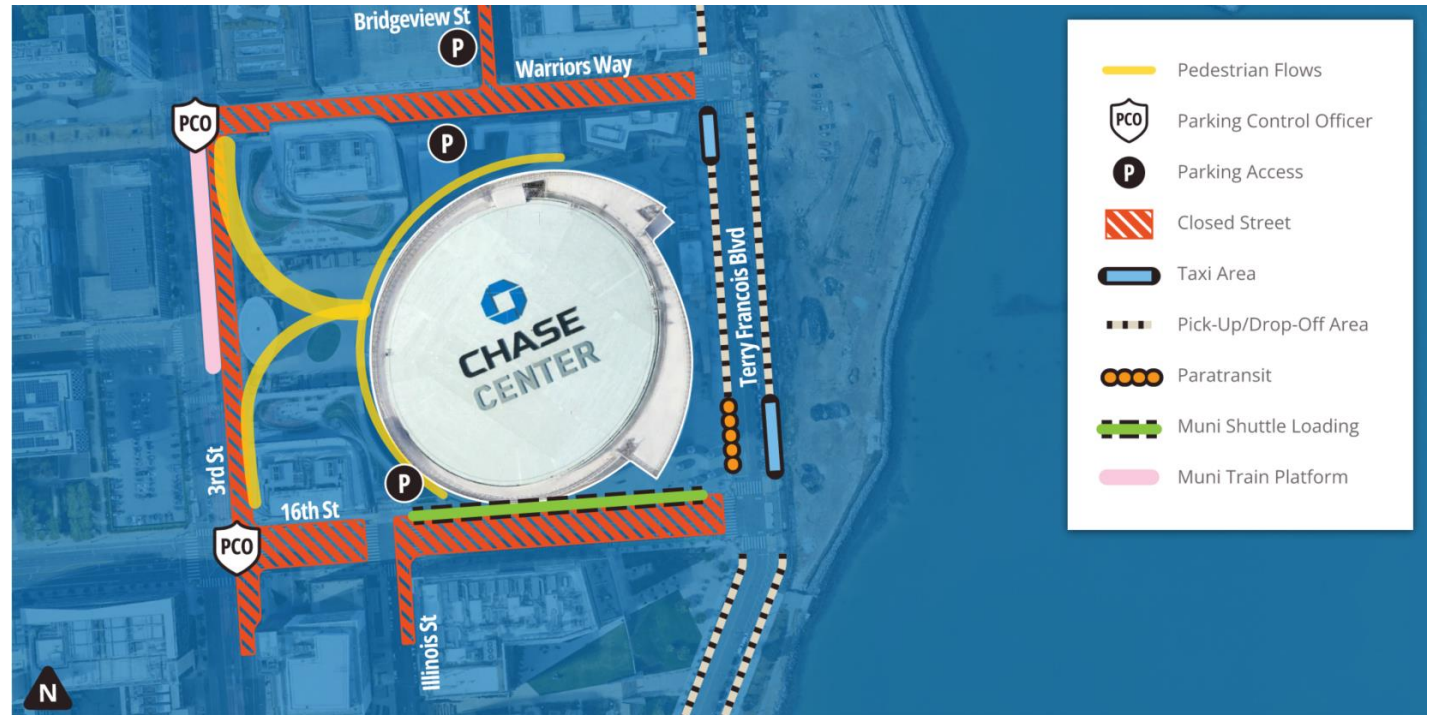 Bridgeview St
P
Warriors Way
PCO
P
CHASE
CENTER
Terry Francois Blvd
3rd St
P
16th St
PCO
Illinois St
N
Pedestrian Flows
PCO
Parking Control Officer
P
Parking Access
Closed Street
Taxi Area
Pick-Up/Drop-Off Area
Paratransit
Muni Shuttle Loading
Muni Train Platform